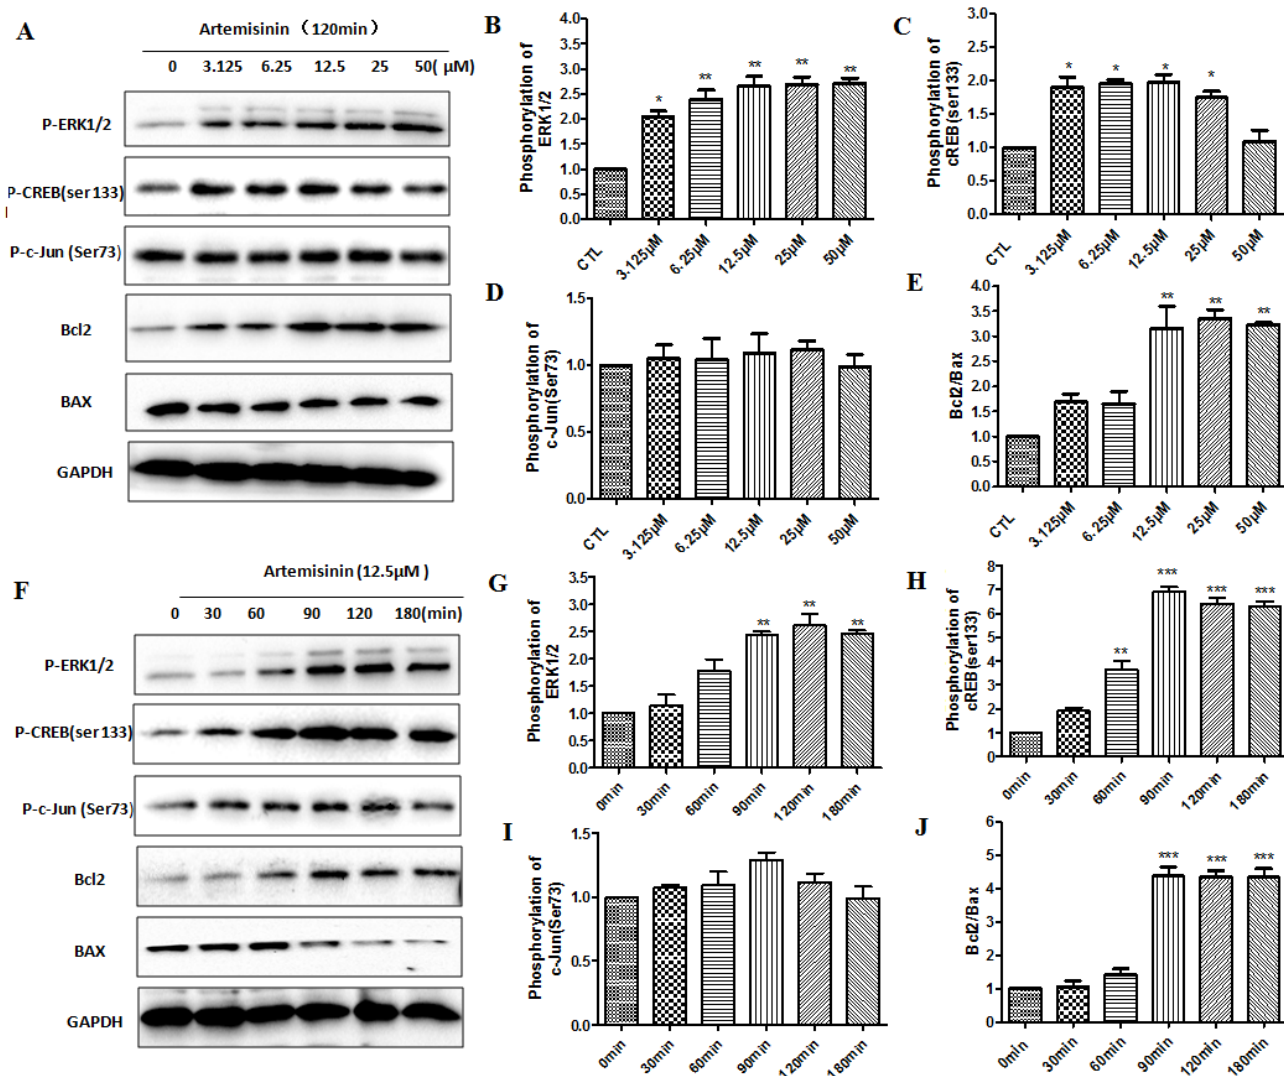 A
Artemisinin （120min）
0 3.125 6.25 12.5 25 50( μM)
P-ERK1/2
P-CREB(ser133)
P-c-Jun (Ser73)
Bcl2
BAX
GAPDH
B
Phosphorylation of
ERK1/2
4.0
3.5
3.0
2.5
2.0
1.5
1.0
0.5
0.0
* ** ** ** **
CTL 3.125μM 6.25μM 12.5μM 25μM 50μM
C
Phosphorylation of
cREB(ser133)
3.0
2.5
2.0
1.5
1.0
0.5
0.0
* * * *
CTL 3.125μM 6.25μM 12.5μM 25μM 50μM
D
Phosphorylation of
c-Jun(Ser73)
1.5
1.0
0.5
0.0
CTL 3.125μM 6.25μM 12.5μM 25μM 50μM
E
Bcl2/Bax
4.0
3.5
3.0
2.5
2.0
1.5
1.0
0.5
0.0
** ** **
CTL 3.125μM 6.25μM 12.5μM 25μM 50μM
F
Artemisinin (12.5μM )
0 30 60 90 120 180(min)
P-ERK1/2
P-CREB(ser133)
P-c-Jun (Ser73)
Bcl2
BAX
GAPDH
G
Phosphorylation of
ERK1/2
3.5
3.0
2.5
2.0
1.5
1.0
0.5
0.0
** ** **
0min 30min 60min 90min 120min 180min
H
Phosphorylation of
cREB(ser133)
8
7
6
5
4
3
2
1
0
** *** *** ***
0min 30min 60min 90min 120min 180min
I
Phosphorylation of
c-Jun(Ser73)
1.5
1.0
0.5
0.0
0min 30min 60min 90min 120min 180min
J
Bcl2/Bax
6
5
4
3
2
1
0
*** *** ***
0min 30min 60min 90min 120min 180min